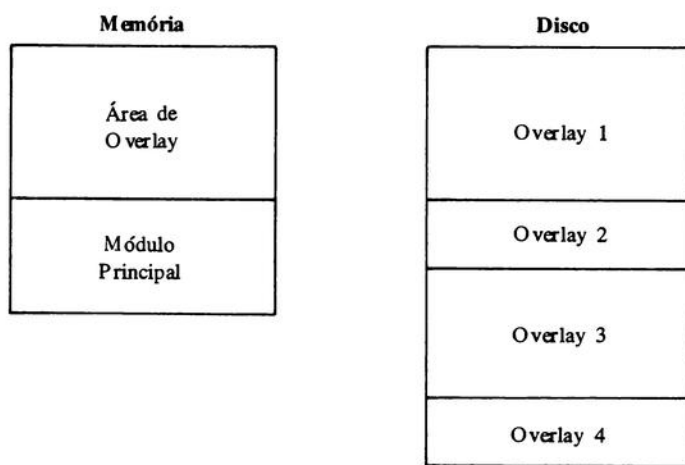 Memória
Área de
Overlay
Módulo
Principal
Disco
Overlay 1
Overlay 2
Overlay 3
Overlay 4